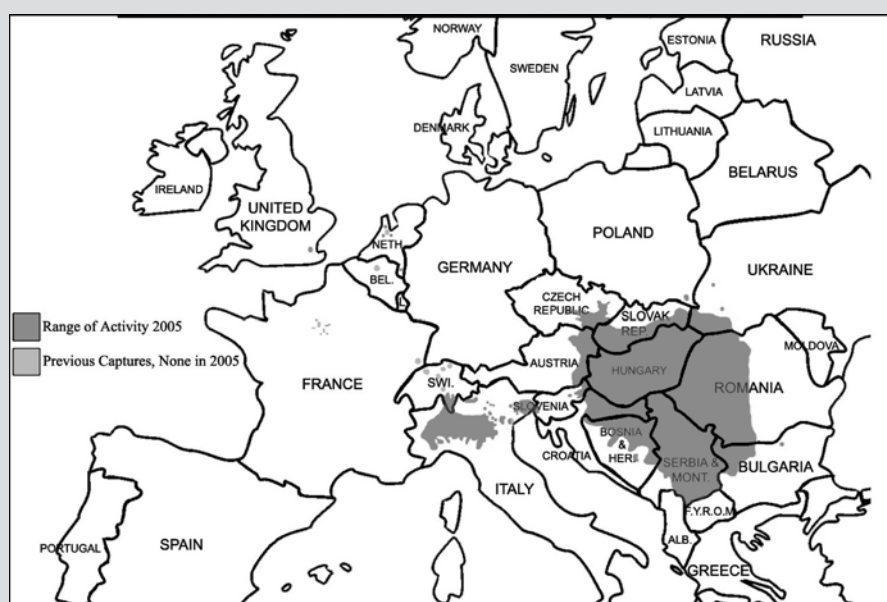 NORWAY
ESTONIA
RUSSIA
SWEDEN
LATVIA
DENMARK
LITHUANIA
BELARUS
IRELAND
UNITED
KINGDOM
NETH.
POLAND
GERMANY
UKRAINE
BEL.
L
CZECH
REPUBLIC
SLOVAK
REP.
Range of Activity 2005
MOLDOVA
Previous Captures, None in 2005
AUSTRIA
HUNGARY
FRANCE
SWI.
ROMANIA
SLOVENIA
BOSNIA
&
HER.
CROATIA
SERBIA &
MONT.
BULGARIA
ITALY
F.Y.R.O.M
PORTUGAL
SPAIN
ALB.
GREECE